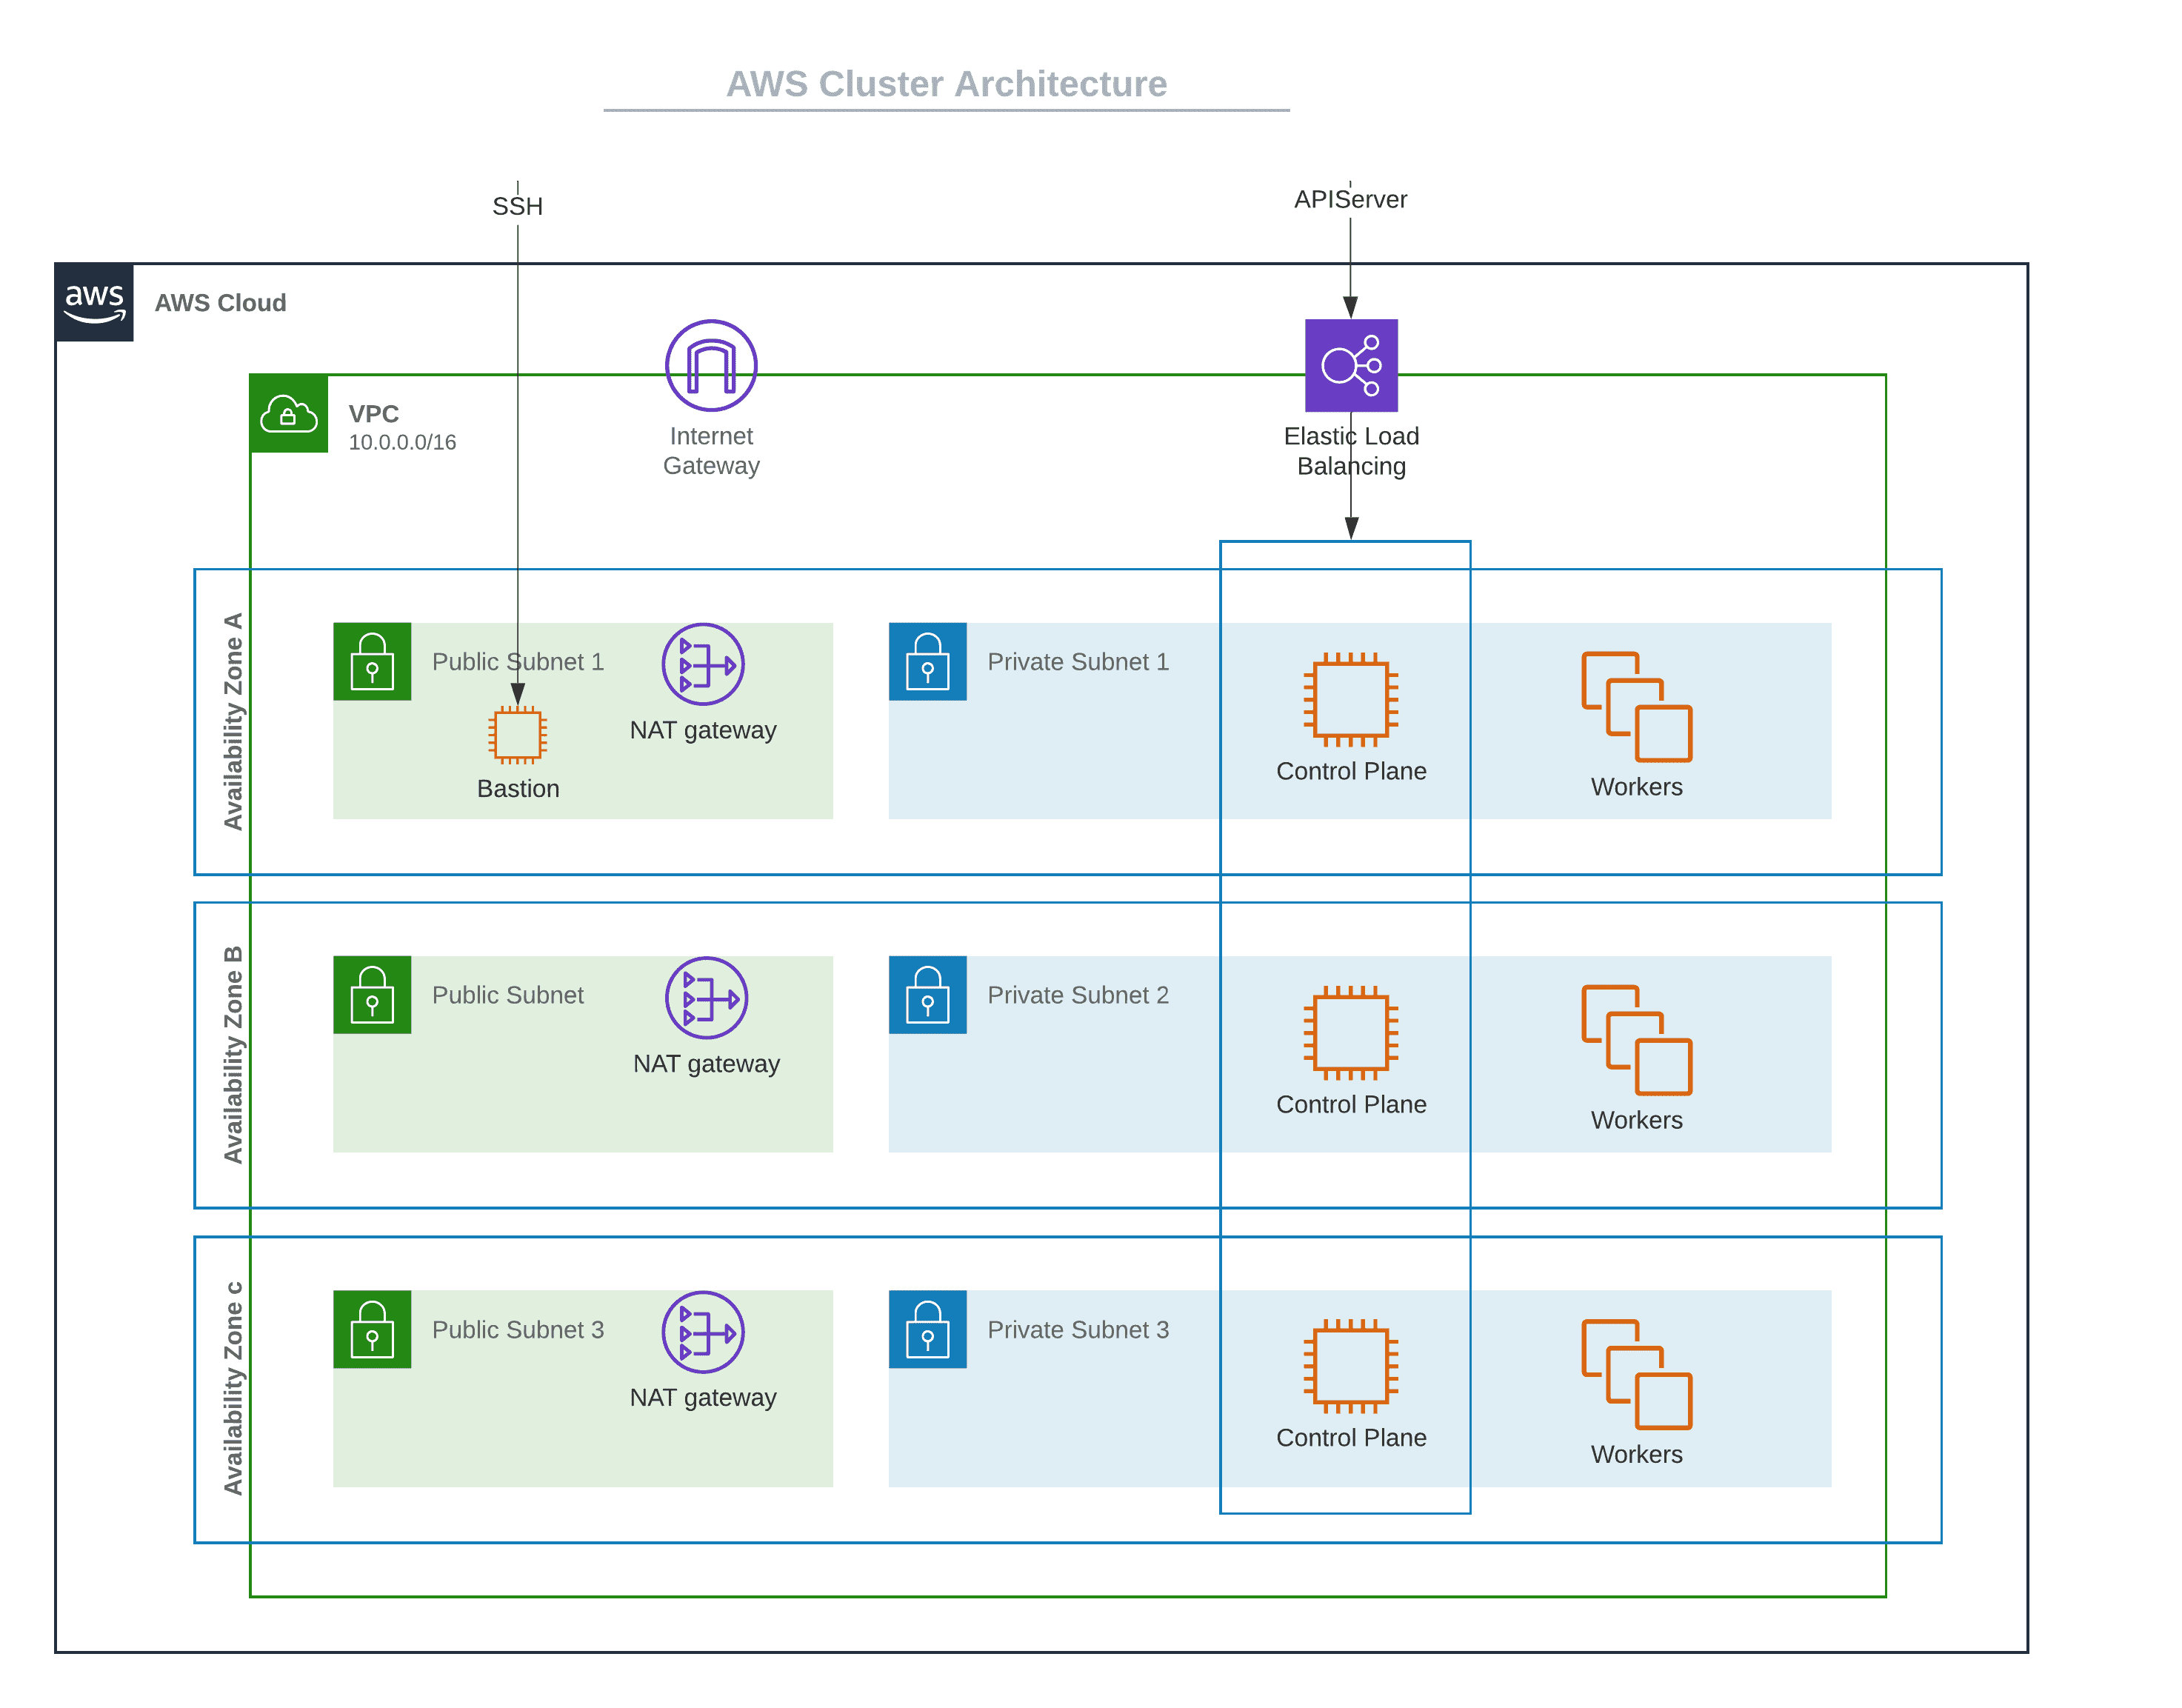 AWS Cluster Architecture
SSH
APIServer
aws
AWS Cloud
VPC
10.0.0.0/16
Internet
Gateway
Elastic Load
Balancing
Availability Zone A
Public Subnet 1
NAT gateway
Bastion
Private Subnet 1
Control Plane
Workers
Availability Zone B
Public Subnet
NAT gateway
Private Subnet 2
Control Plane
Workers
Availability Zone c
Public Subnet 3
NAT gateway
Private Subnet 3
Control Plane
Workers